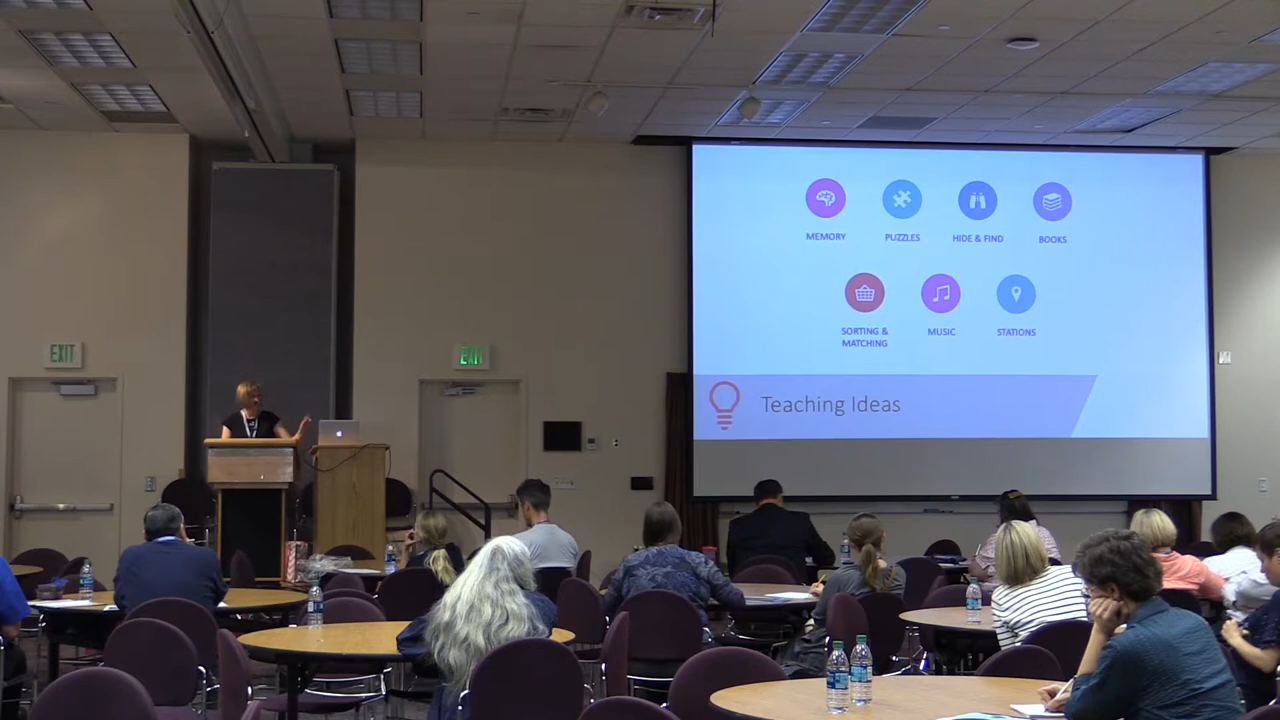 MEMORY
PUZZLES
HIDE & FIND
BOOKS
SORTING &
MATCHING
MUSIC
STATIONS
Teaching Ideas
EXIT
EXIT